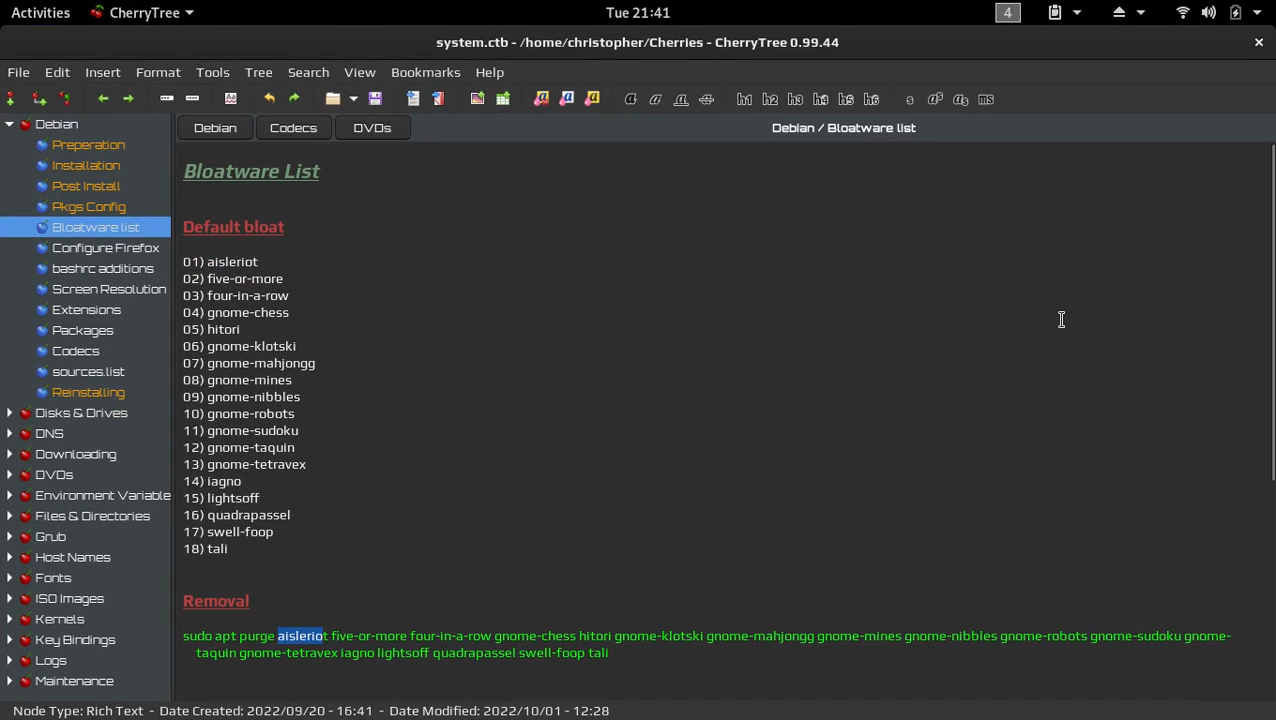 Activities CherryTree Tue 21:41 4
system.ctb - /home/christopher/Cherries - CherryTree 0.99.44
File Edit Insert Format Tools Tree Search View Bookmarks Help
h1 h2 h3 h4 h5 h6 s a^s a_s ms
Debian
Preperation
Installation
Post Install
Pkgs Config
Bloatware list
Configure Firefox
bashrc additions
Screen Resolution
Extensions
Packages
Codecs
sources.list
Reinstalling
Disks & Drives
DNS
Downloading
DVDs
Environment Variable
Files & Directories
Grub
Host Names
Fonts
ISO Images
Kernels
Key Bindings
Logs
Maintenance
Debian Codecs DVDs Debian / Bloatware list
Bloatware List
Default bloat
01) aisleriot
02) five-or-more
03) four-in-a-row
04) gnome-chess
05) hitori
06) gnome-klotski
07) gnome-mahjongg
08) gnome-mines
09) gnome-nibbles
10) gnome-robots
11) gnome-sudoku
12) gnome-taquin
13) gnome-tetravex
14) iagno
15) lightsoff
16) quadrapassel
17) swell-foop
18) tali
Removal
sudo apt purge aisleriot five-or-more four-in-a-row gnome-chess hitori gnome-klotski gnome-mahjongg gnome-mines gnome-nibbles gnome-robots gnome-sudoku gnome-
taquin gnome-tetravex iagno lightsoff quadrapassel swell-foop tali
Node Type: Rich Text - Date Created: 2022/09/20 - 16:41 - Date Modified: 2022/10/01 - 12:28